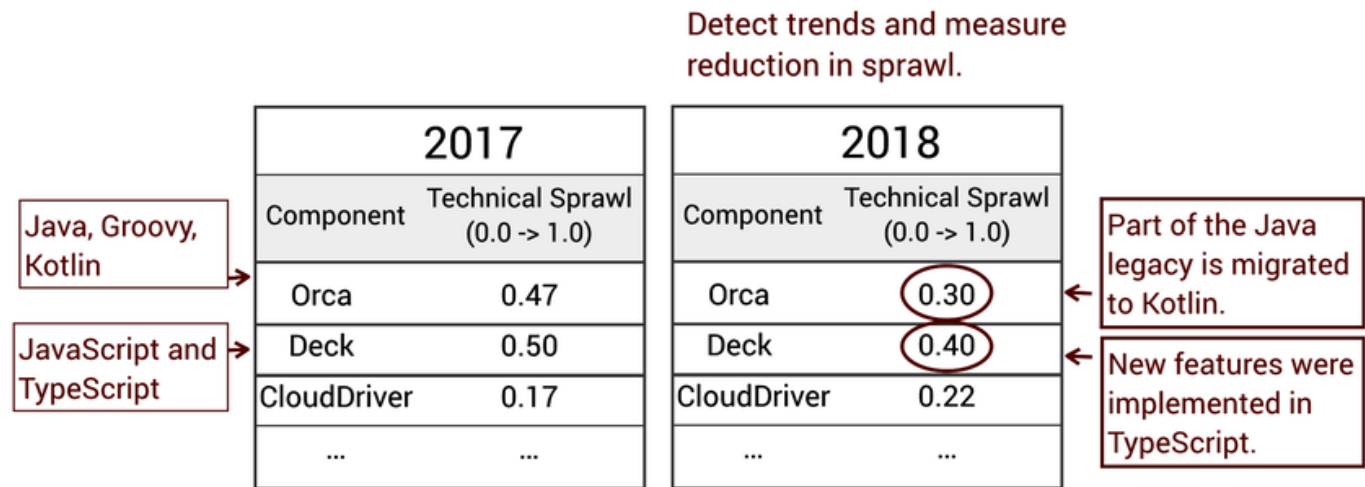 Detect trends and measure
reduction in sprawl.
2017
Component
Technical Sprawl
(0.0 -> 1.0)
Orca 0.47
Deck 0.50
CloudDriver 0.17
... ...
2018
Component
Technical Sprawl
(0.0 -> 1.0)
Orca 0.30
Deck 0.40
CloudDriver 0.22
... ...
Java, Groovy,
Kotlin
JavaScript and
TypeScript
Part of the Java
legacy is migrated
to Kotlin.
New features were
implemented in
TypeScript.